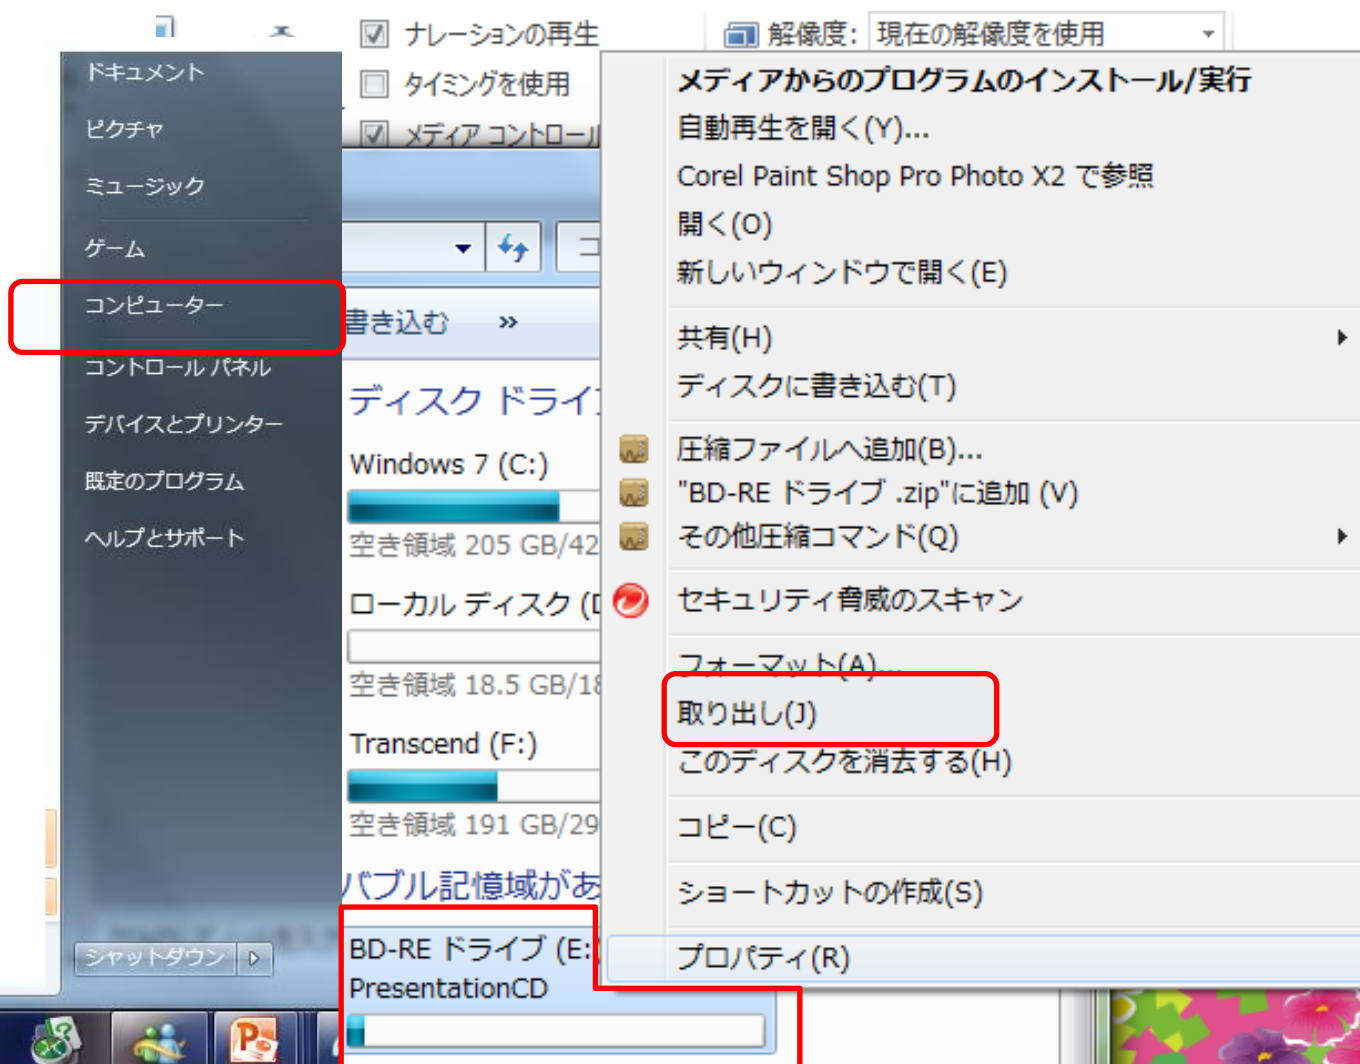 ナレーションの再生
タイミングを使用
メディア コントロール
解像度: 現在の解像度を使用
ドキュメント
ピクチャ
ミュージック
ゲーム
コンピューター
コントロール パネル
デバイスとプリンター
既定のプログラム
ヘルプとサポート
シャットダウン
書き込む »
ディスク ドライ
Windows 7 (C:)
空き領域 205 GB/42
ローカル ディスク (D
空き領域 18.5 GB/18
Transcend (F:)
空き領域 191 GB/29
バブル記憶域があ
BD-RE ドライブ (E:)
PresentationCD
メディアからのプログラムのインストール/実行
自動再生を開く(Y)...
Corel Paint Shop Pro Photo X2 で参照
開く(O)
新しいウィンドウで開く(E)
共有(H)
ディスクに書き込む(T)
圧縮ファイルへ追加(B)...
"BD-RE ドライブ .zip"に追加 (V)
その他圧縮コマンド(Q)
セキュリティ脅威のスキャン
フォーマット(A)...
取り出し(J)
このディスクを消去する(H)
コピー(C)
ショートカットの作成(S)
プロパティ(R)